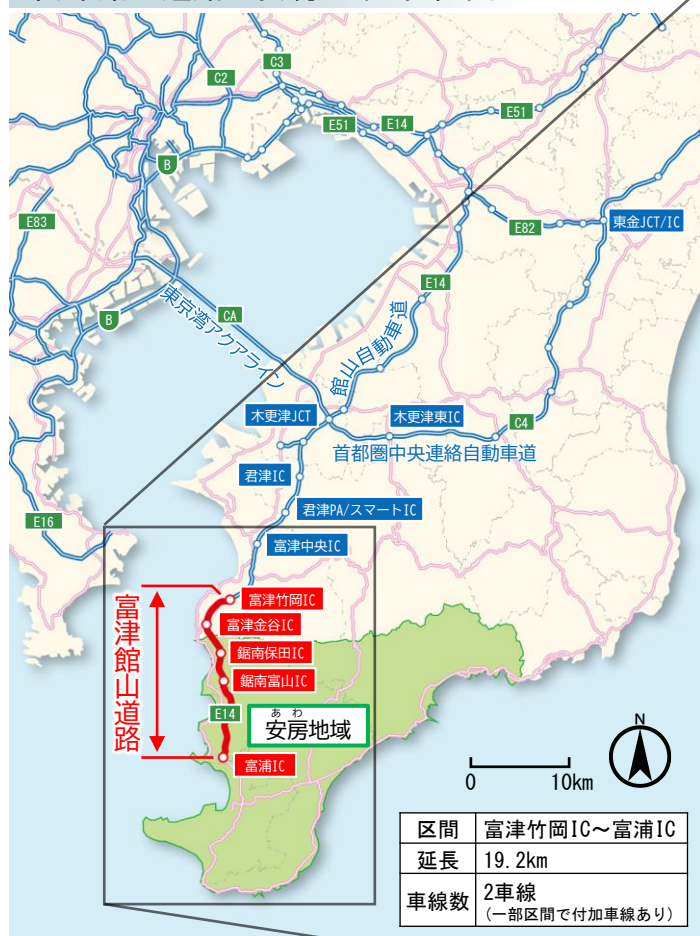 C3
C2
E51
E51
E14
B
E83
E82
東金JCT/IC
E14
CA
B
東京湾アクアライン
館山自動車道
木更津JCT
木更津東IC
C4
首都圏中央連絡自動車道
君津IC
君津PA/スマートIC
E16
富津中央IC
富津竹岡IC
富津金谷IC
富津館山道路
鋸南保田IC
鋸南富山IC
E14
あわ
安房地域
富浦IC
N
0 10km
区間 富津竹岡IC～富浦IC
延長 19.2km
車線数 2車線
(一部区間で付加車線あり)